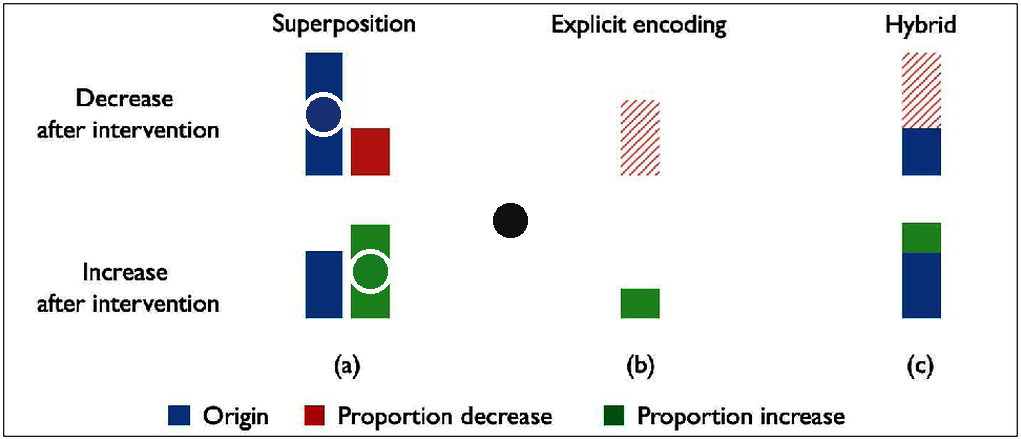 Superposition
Explicit encoding
Hybrid
Decrease
after intervention
Increase
after intervention
(a)
(b)
(c)
Origin
Proportion decrease
Proportion increase